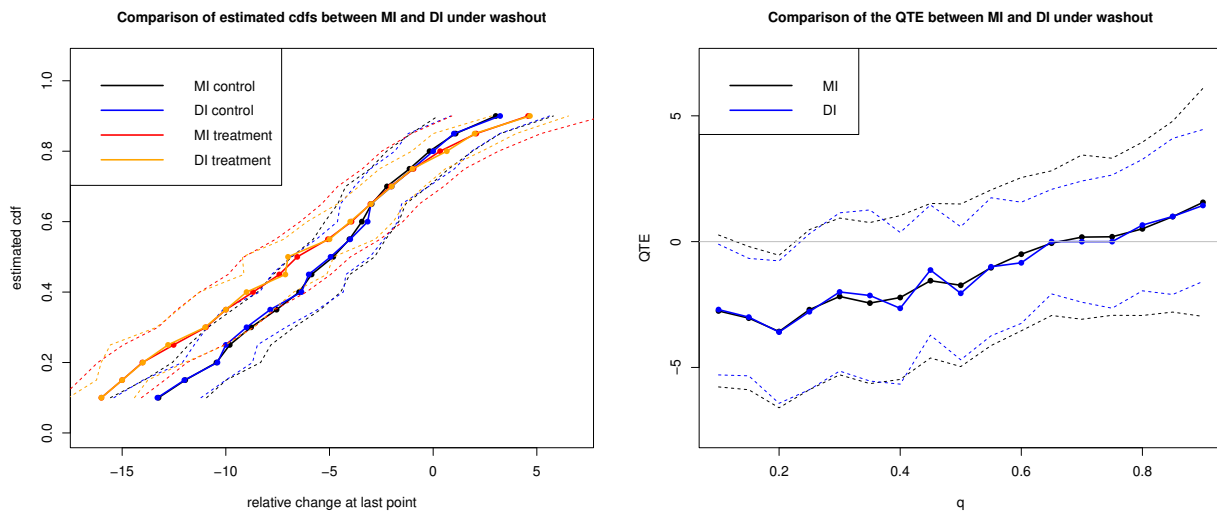 Comparison of estimated cdfs between MI and DI under washout
MI control
DI control
MI treatment
DI treatment
estimated cdf
0.0
0.2
0.4
0.6
0.8
1.0
−15
−10
−5
0
5
relative change at last point
Comparison of the QTE between MI and DI under washout
MI
DI
QTE
−5
0
5
0.2
0.4
0.6
0.8
q